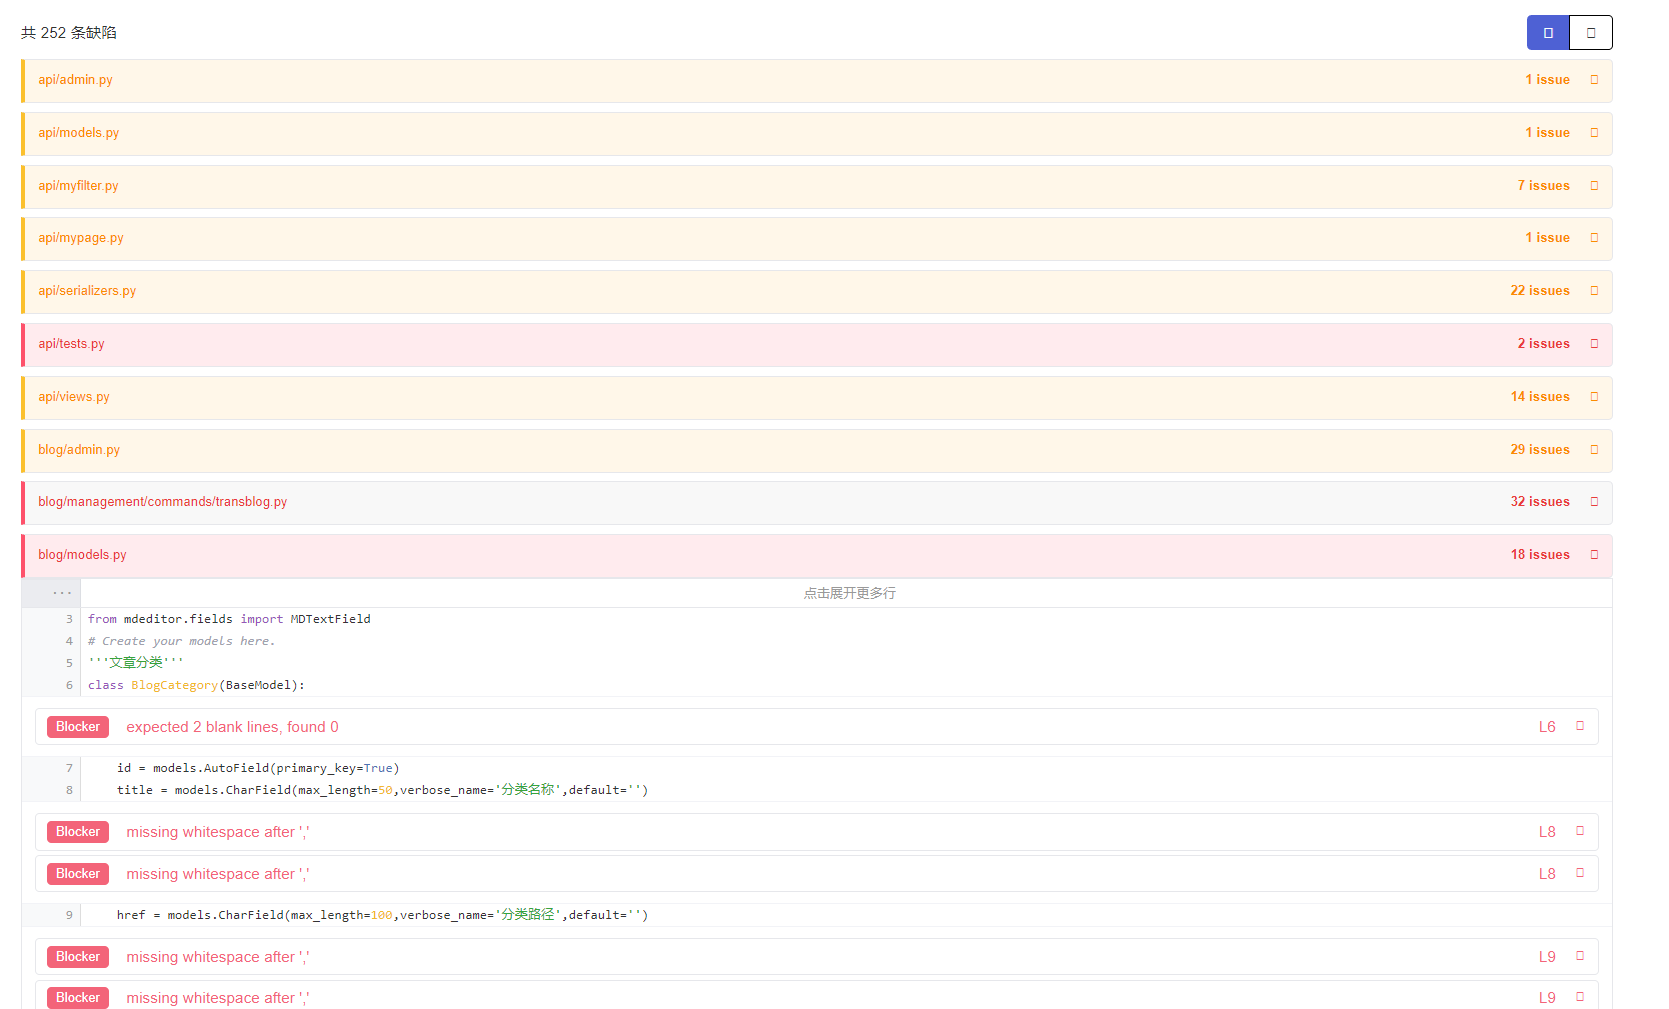 共 252 条缺陷
api/admin.py 1 issue
api/models.py 1 issue
api/myfilter.py 7 issues
api/mypage.py 1 issue
api/serializers.py 22 issues
api/tests.py 2 issues
api/views.py 14 issues
blog/admin.py 29 issues
blog/management/commands/transblog.py 32 issues
blog/models.py 18 issues
... 点击展开更多行
3 from mdeditor.fields import MDTextField
4 # Create your models here.
5 '''文章分类'''
6 class BlogCategory(BaseModel):
Blocker expected 2 blank lines, found 0 L6
7     id = models.AutoField(primary_key=True)
8     title = models.CharField(max_length=50,verbose_name='分类名称',default='')
Blocker missing whitespace after ',' L8
Blocker missing whitespace after ',' L8
9     href = models.CharField(max_length=100,verbose_name='分类路径',default='')
Blocker missing whitespace after ',' L9
Blocker missing whitespace after ',' L9